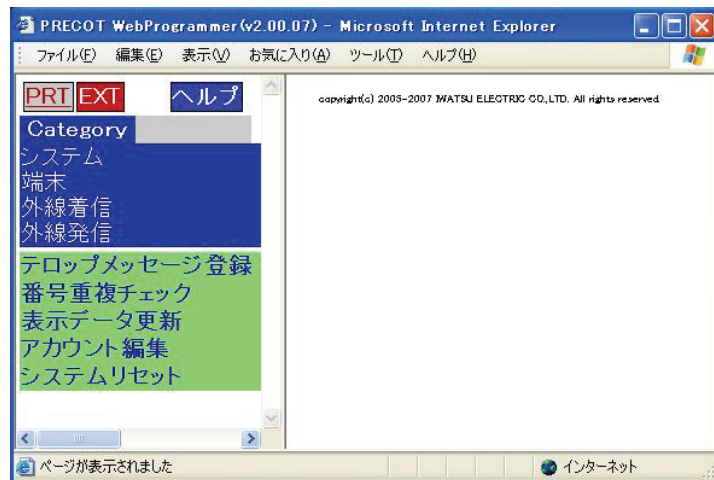 PRECOT WebProgrammer(v2.00.07) - Microsoft Internet Explorer
ファイル(F) 編集(E) 表示(V) お気に入り(A) ツール(T) ヘルプ(H)
PRT EXT ヘルプ
copyright(c) 2005-2007 IWATSU ELECTRIC CO.,LTD. All rights reserved.
Category
システム
端末
外線着信
外線発信
テロップメッセージ登録
番号重複チェック
表示データ更新
アカウント編集
システムリセット
ページが表示されました インターネット